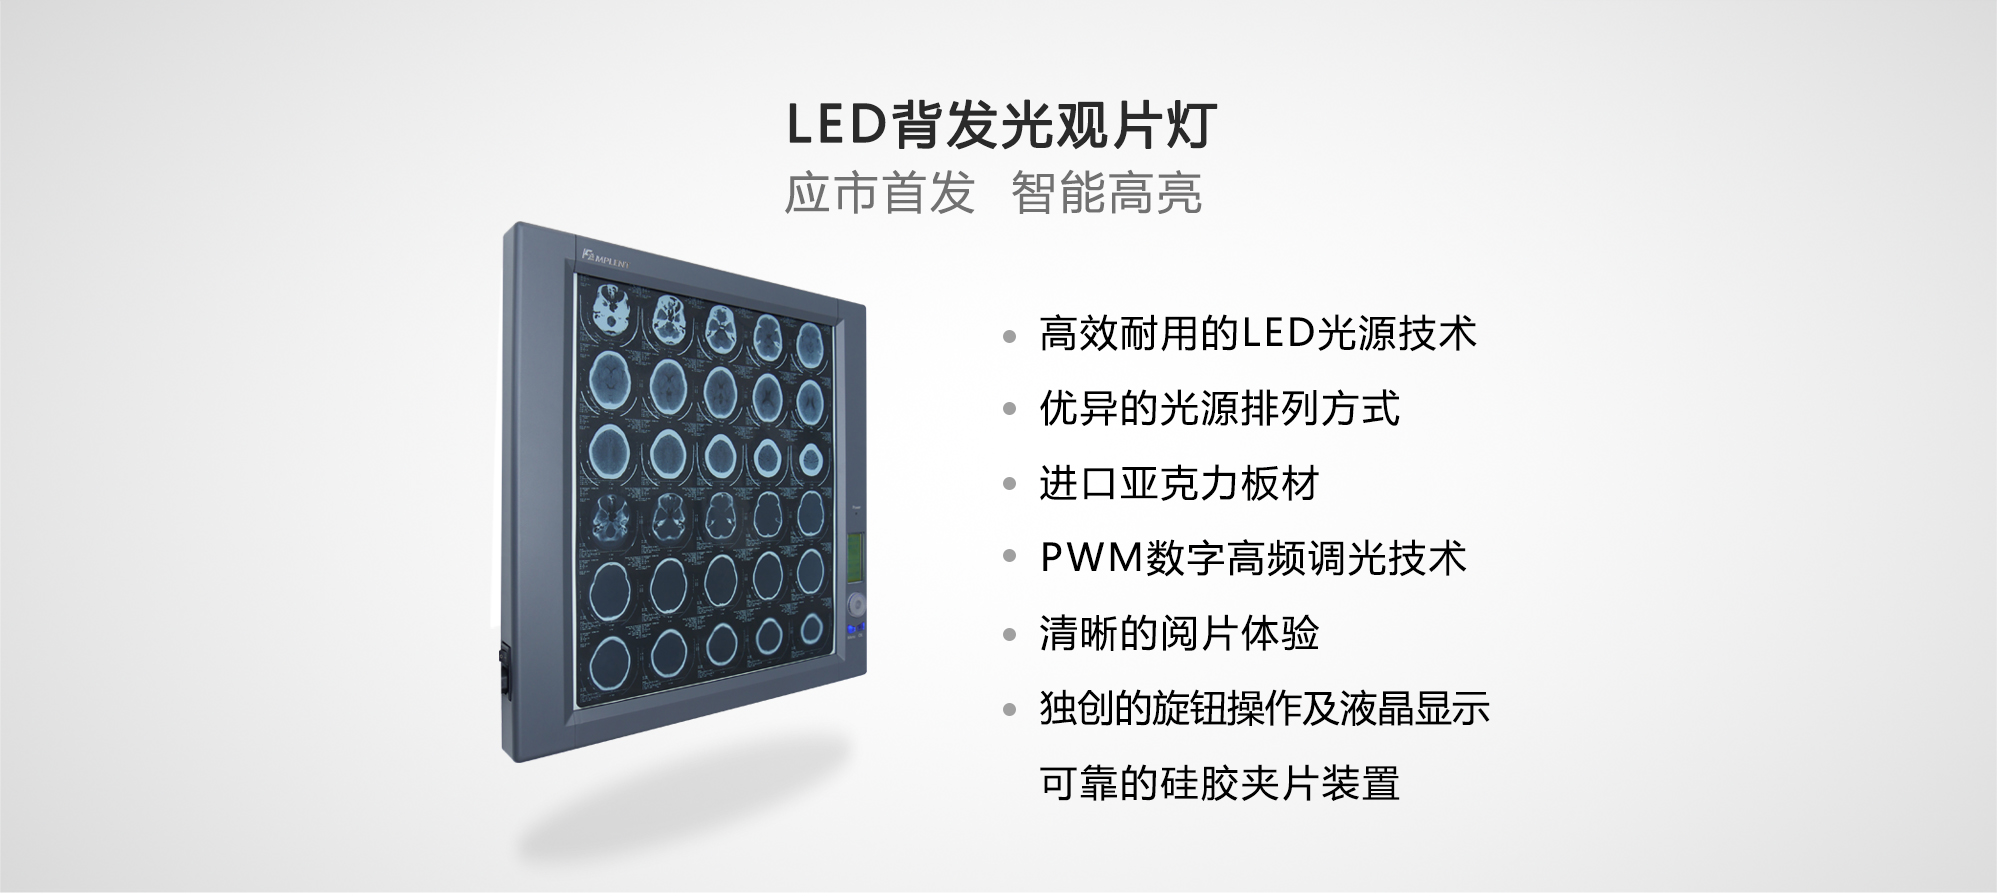 LED背发光观片灯
应市首发 智能高亮
高效耐用的LED光源技术
优异的光源排列方式
进口亚克力板材
PWM数字高频调光技术
清晰的阅片体验
独创的旋钮操作及液晶显示
可靠的硅胶夹片装置